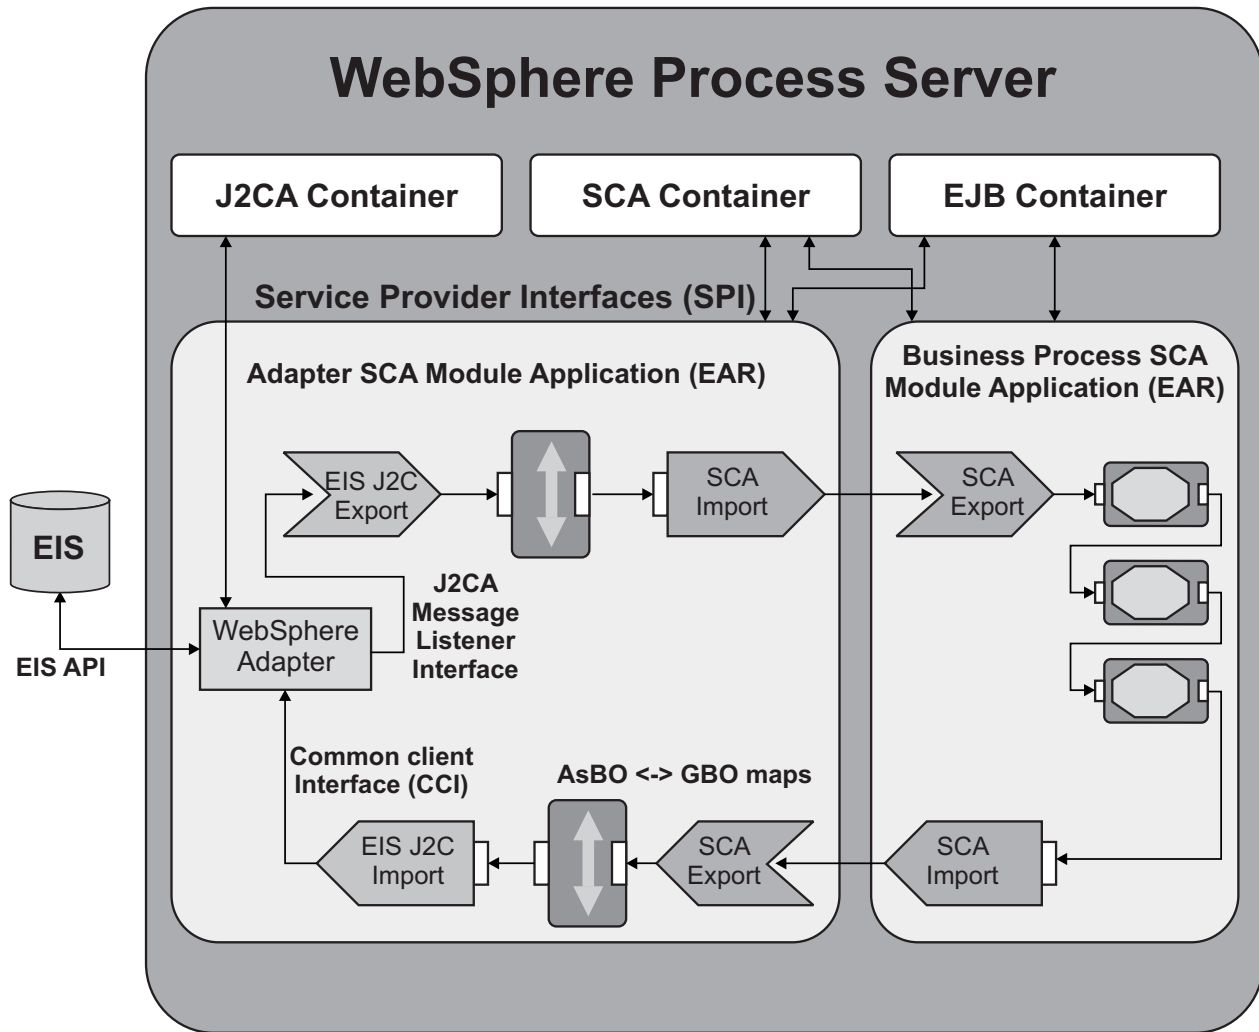 WebSphere Process Server
J2CA Container
SCA Container
EJB Container
Service Provider Interfaces (SPI)
Adapter SCA Module Application (EAR)
Business Process SCA
Module Application (EAR)
EIS J2C
Export
SCA
Import
SCA
Export
EIS
EIS API
WebSphere
Adapter
J2CA
Message
Listener
Interface
Common client
Interface (CCI)
AsBO <-> GBO maps
EIS J2C
Import
SCA
Export
SCA
Import